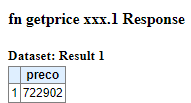 fn getprice xxx.1 Response
Dataset: Result 1
preco
1 722902